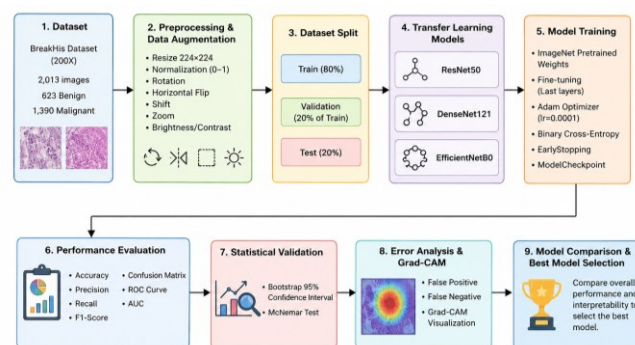 1. Dataset
BreakHis Dataset
(200X)
2,013 images
623 Benign
1,390 Malignant
2. Preprocessing &
Data Augmentation
• Resize 224×224
• Normalization (0–1)
• Rotation
• Horizontal Flip
• Shift
• Zoom
• Brightness/Contrast
3. Dataset Split
Train (80%)
Validation
(20% of Train)
Test (20%)
4. Transfer Learning
Models
ResNet50
DenseNet121
EfficientNetB0
5. Model Training
• ImageNet Pretrained
Weights
• Fine-tuning
(Last layers)
• Adam Optimizer
(lr=0.0001)
• Binary Cross-Entropy
• EarlyStopping
• ModelCheckpoint
6. Performance Evaluation
• Accuracy
• Precision
• Recall
• F1-Score
• Confusion Matrix
• ROC Curve
• AUC
7. Statistical Validation
• Bootstrap 95%
Confidence Interval
• McNemar Test
8. Error Analysis &
Grad-CAM
• False Positive
• False Negative
• Grad-CAM
Visualization
9. Model Comparison &
Best Model Selection
Compare overall
performance and
interpretability to
select the best
model.